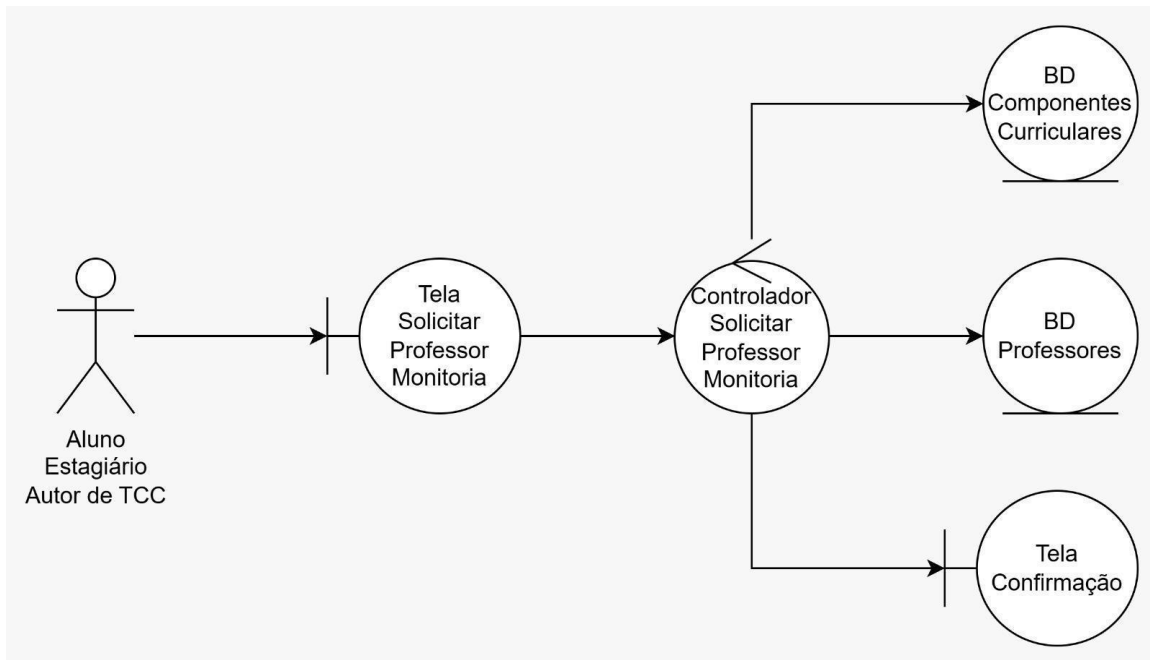 Aluno
Estagiário
Autor de TCC
Tela
Solicitar
Professor
Monitoria
Controlador
Solicitar
Professor
Monitoria
BD
Componentes
Curriculares
BD
Professores
Tela
Confirmação